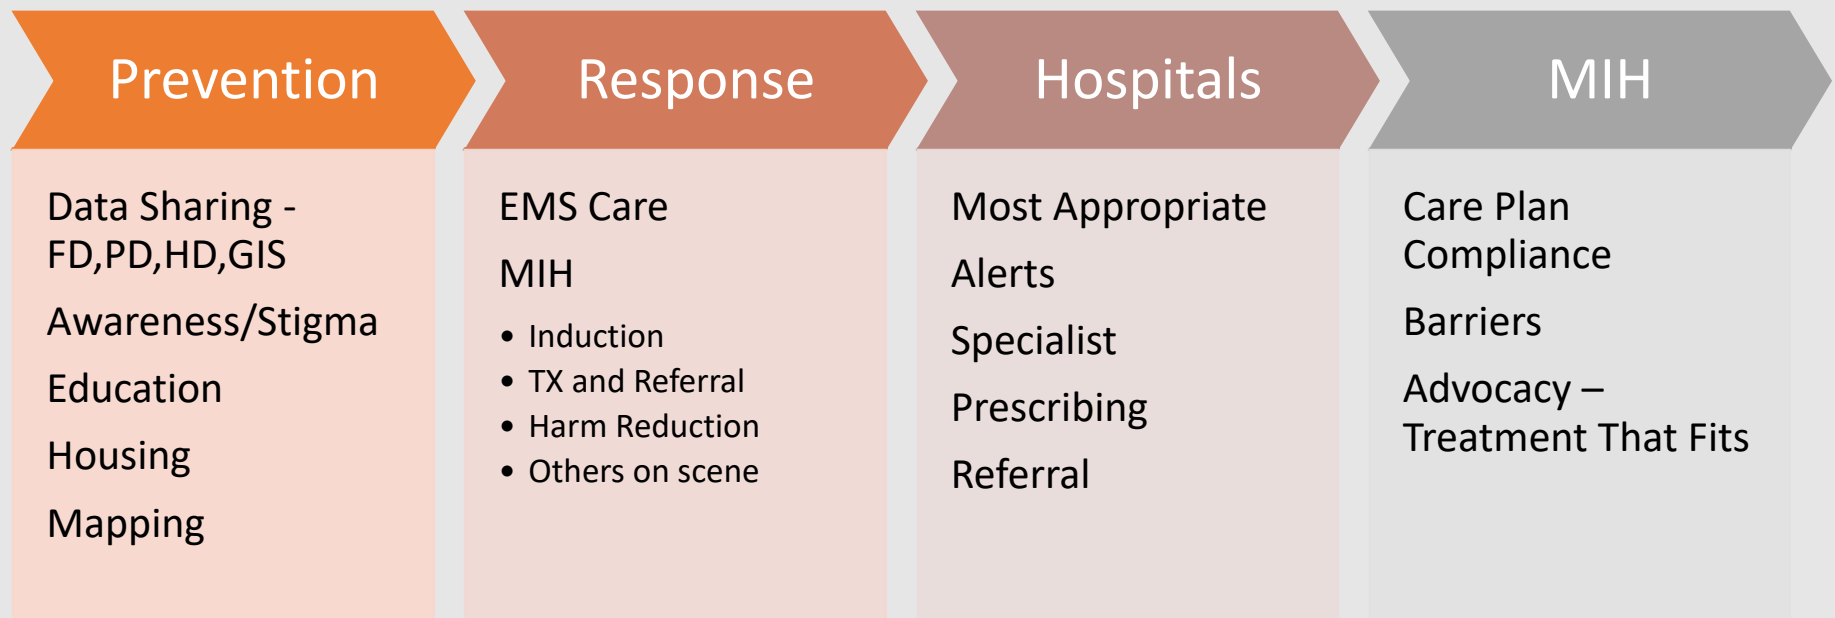 Prevention
Data Sharing -
FD,PD,HD,GIS
Awareness/Stigma
Education
Housing
Mapping
Response
EMS Care
MIH
• Induction
• TX and Referral
• Harm Reduction
• Others on scene
Hospitals
Most Appropriate
Alerts
Specialist
Prescribing
Referral
MIH
Care Plan
Compliance
Barriers
Advocacy –
Treatment That Fits